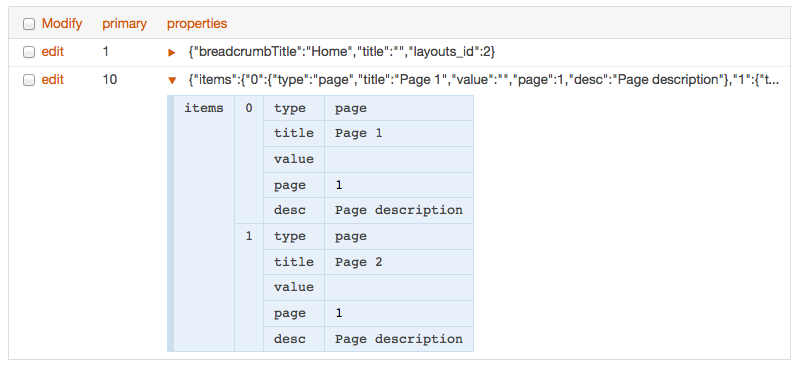 Modify primary properties
edit 1 {"breadcrumbTitle":"Home","title":"","layouts_id":2}
edit 10 {"items":{"0":{"type":"page","title":"Page 1","value":"","page":1,"desc":"Page description"},"1":{"t...
items 0 type page
title Page 1
value
page 1
desc Page description
1 type page
title Page 2
value
page 1
desc Page description